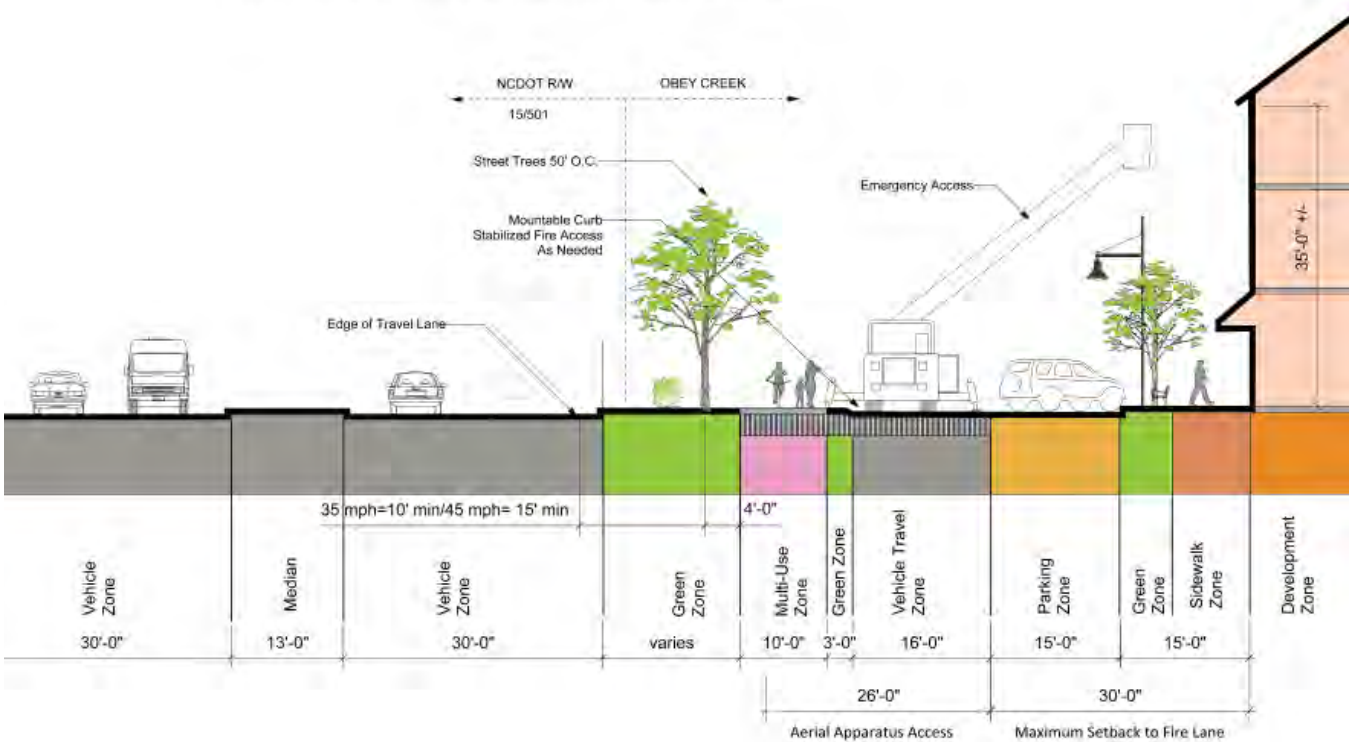 NCDOT R/W
OBEY CREEK
15/501
Street Trees 50' O.C.
Emergency Access
Mountable Curb
Stabilized Fire Access
As Needed
35'-0" +/-
Edge of Travel Lane
35 mph=10' min/45 mph= 15' min
4'-0"
Vehicle
Zone
Median
Vehicle
Zone
Green
Zone
Multi-Use
Zone
Green Zone
Vehicle Travel
Zone
Parking
Zone
Green
Zone
Sidewalk
Zone
Development
Zone
30'-0"
13'-0"
30'-0"
varies
10'-0"
3'-0"
16'-0"
15'-0"
15'-0"
26'-0"
30'-0"
Aerial Apparatus Access
Maximum Setback to Fire Lane